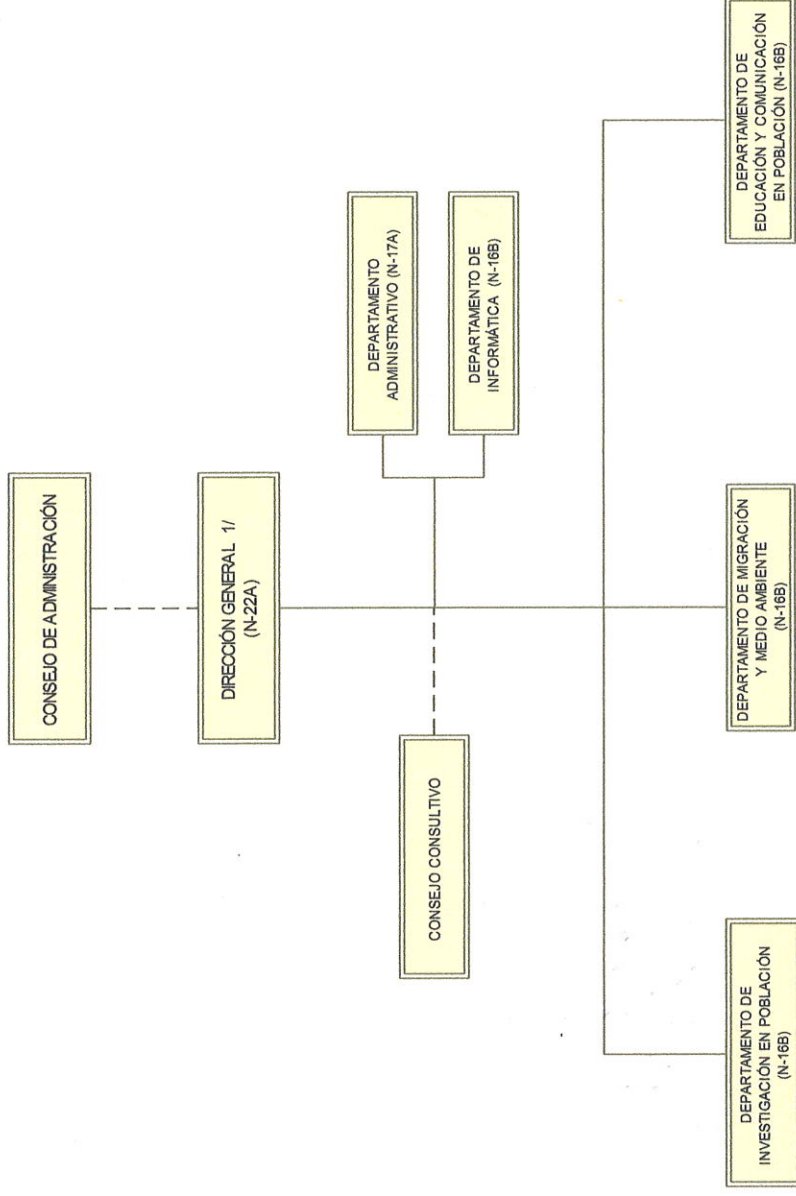 CONSEJO DE ADMINISTRACIÓN
DIRECCIÓN GENERAL 1/
(N-22A)
CONSEJO CONSULTIVO
DEPARTAMENTO
ADMINISTRATIVO (N-17A)
DEPARTAMENTO DE
INFORMÁTICA (N-16B)
DEPARTAMENTO DE
INVESTIGACIÓN EN POBLACIÓN
(N-16B)
DEPARTAMENTO DE MIGRACIÓN
Y MEDIO AMBIENTE
(N-16B)
DEPARTAMENTO DE
EDUCACIÓN Y COMUNICACIÓN
EN POBLACIÓN (N-16B)